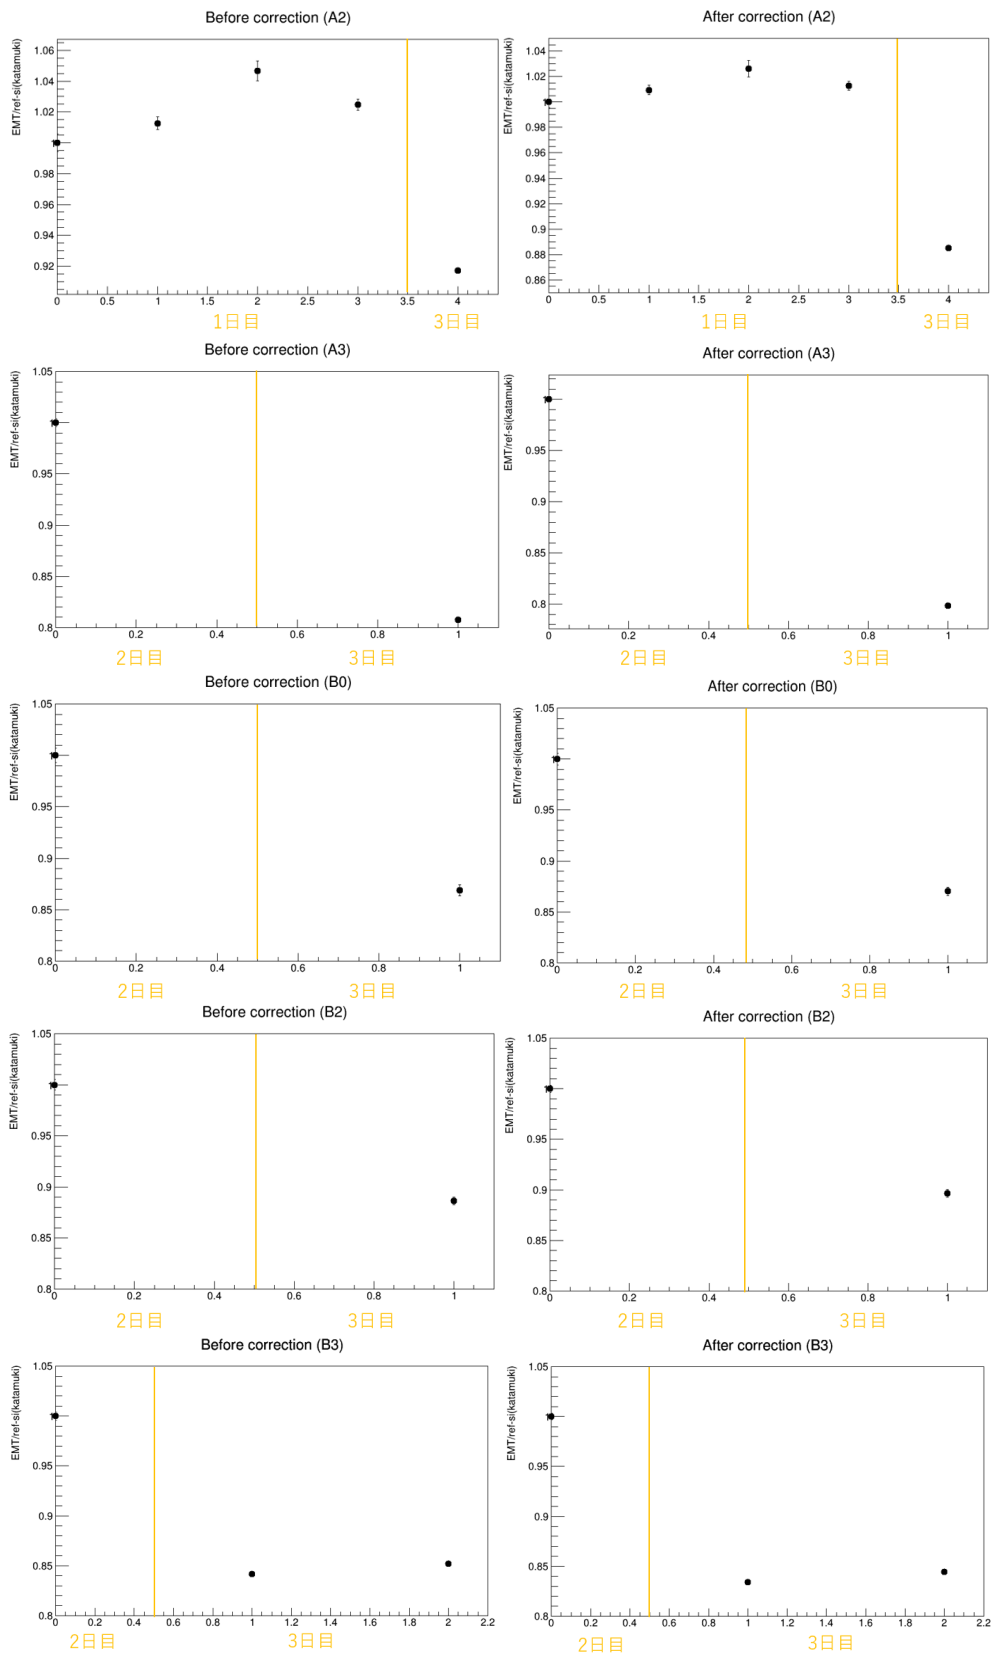 Before correction (A2)
EMT/ref-si(katamuki)
1.06
1.04
1.02
1
0.98
0.96
0.94
0.92
0 0.5 1 1.5 2 2.5 3 3.5 4
1日目 3日目
After correction (A2)
EMT/ref-si(katamuki)
1.04
1.02
1
0.98
0.96
0.94
0.92
0.9
0.88
0.86
0 0.5 1 1.5 2 2.5 3 3.5 4
1日目 3日目
Before correction (A3)
EMT/ref-si(katamuki)
1.05
1
0.95
0.9
0.85
0.8
0 0.2 0.4 0.6 0.8 1
2日目 3日目
After correction (A3)
EMT/ref-si(katamuki)
1
0.95
0.9
0.85
0.8
0 0.2 0.4 0.6 0.8 1
2日目 3日目
Before correction (B0)
EMT/ref-si(katamuki)
1.05
1
0.95
0.9
0.85
0.8
0 0.2 0.4 0.6 0.8 1
2日目 3日目
After correction (B0)
EMT/ref-si(katamuki)
1.05
1
0.95
0.9
0.85
0.8
0 0.2 0.4 0.6 0.8 1
2日目 3日目
Before correction (B2)
EMT/ref-si(katamuki)
1.05
1
0.95
0.9
0.85
0.8
0 0.2 0.4 0.6 0.8 1
2日目 3日目
After correction (B2)
EMT/ref-si(katamuki)
1.05
1
0.95
0.9
0.85
0.8
0 0.2 0.4 0.6 0.8 1
2日目 3日目
Before correction (B3)
EMT/ref-si(katamuki)
1.05
1
0.95
0.9
0.85
0.8
0 0.2 0.4 0.6 0.8 1 1.2 1.4 1.6 1.8 2 2.2
2日目 3日目
After correction (B3)
EMT/ref-si(katamuki)
1.05
1
0.95
0.9
0.85
0.8
0 0.2 0.4 0.6 0.8 1 1.2 1.4 1.6 1.8 2 2.2
2日目 3日目